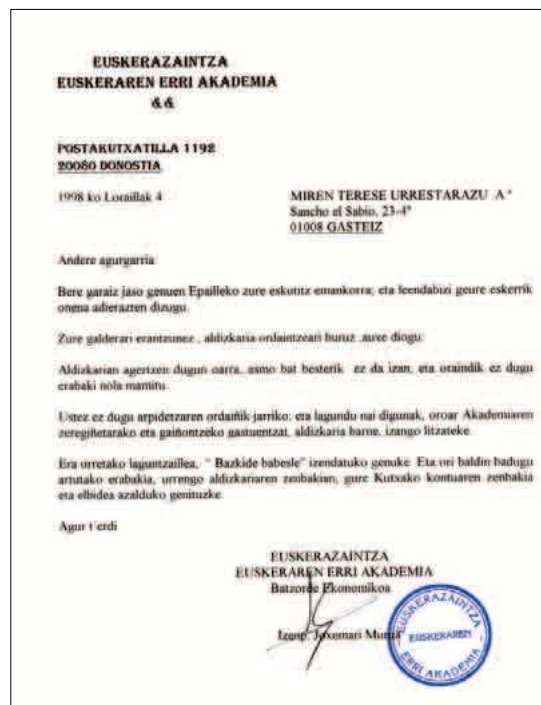 EUSKERAZAINTZA
EUSKERAREN ERRI AKADEMIA
&&
POSTAKUTXATILLA 1192
20080 DONOSTIA
1998 ko Lorraillak 4
MIREN TERESE URRESTARAZU A.ª
Sancho el Sabio, 23-4º
01008 GASTEIZ
Andere agurgarria:
Bere garaiz jaso genuen Epailleko zure eskutitz emankorra; eta leendabizi geure eskerrik
onena adierazten dizugu.
Zure galderari erantzunez , aldizkaria ordaintzeari buruz ,auxe diogu:
Aldizkarian agertzen dugun oarra, asmo bat besterik ez da izan, eta oraindik ez dugu
erabaki nola mamitu.
Ustez ez dugu arpidetzaren ordaiñik jarriko; eta lagundu nai digunak, oroar Akademiaren
zeregiñetarako eta gaiñontzeko gastuentzat, aldizkaria barne, izango litzateke.
Era orretako laguntzaillea, " Bazkide babesle" izendatuko genuke. Eta ori baldin badugu
artutako erabakia, urrengo aldizkariaren zenbakian, gure Kutxako kontuaren zenbakia
eta elbidea azalduko genituzke.
Agur t'erdi
EUSKERAZAINTZA
EUSKERAREN ERRI AKADEMIA
Batzorde Ekonomikoa
Izenp: Joxemari
EUSKERAZAINTZA
EUSKERAREN
ERRI AKADEMIA